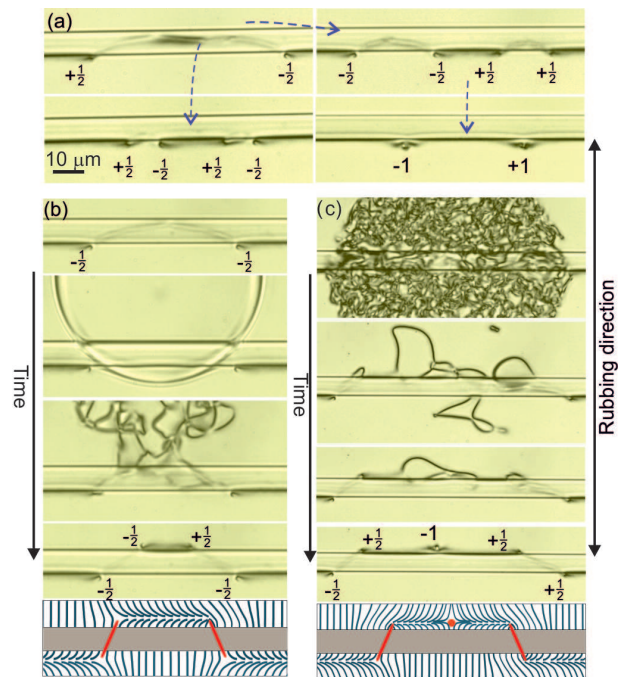 (a)
+1/2 -1/2 -1/2 -1/2 +1/2 +1/2
+1/2 -1/2 +1/2 -1/2 -1 +1
10 μm
(b)
-1/2 -1/2
(c)
Time
Time
Rubbing direction
-1/2 +1/2
-1/2 -1/2
+1/2 -1 +1/2
-1/2 +1/2